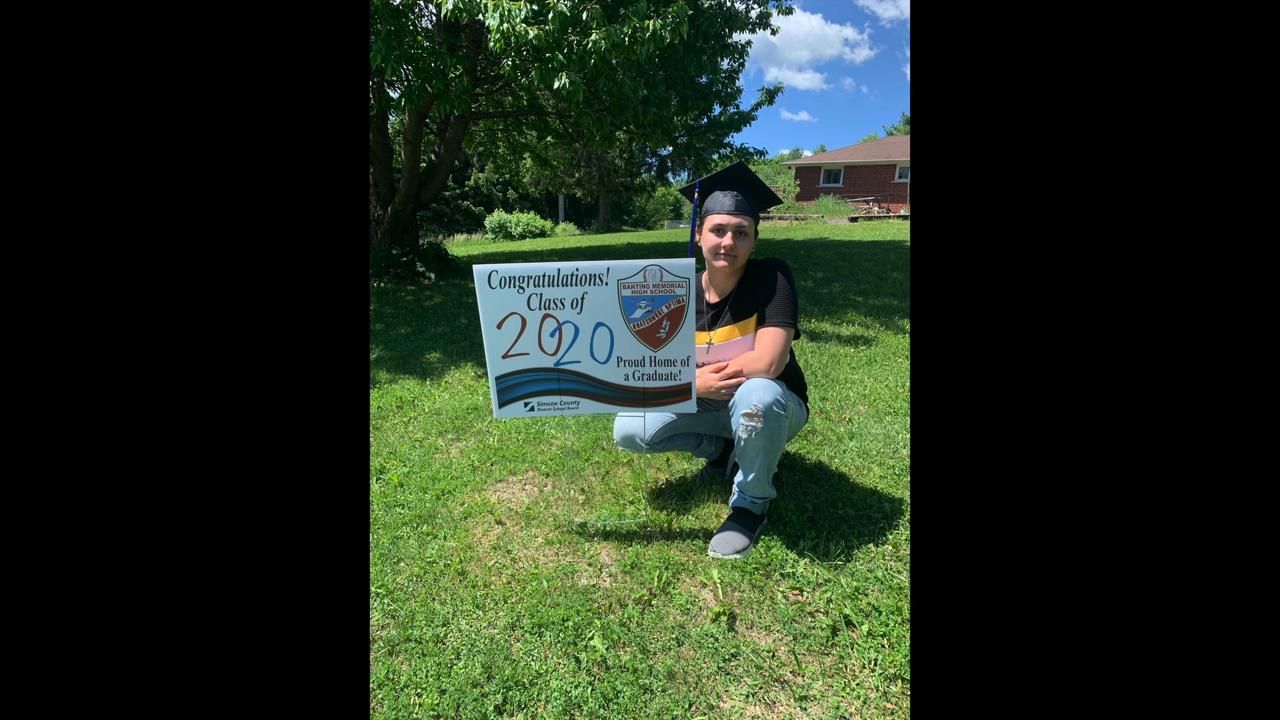 Congratulations!
Class of
2020
BANTING MEMORIAL
HIGH SCHOOL
Proud Home of
a Graduate!
Simcoe County
District School Board